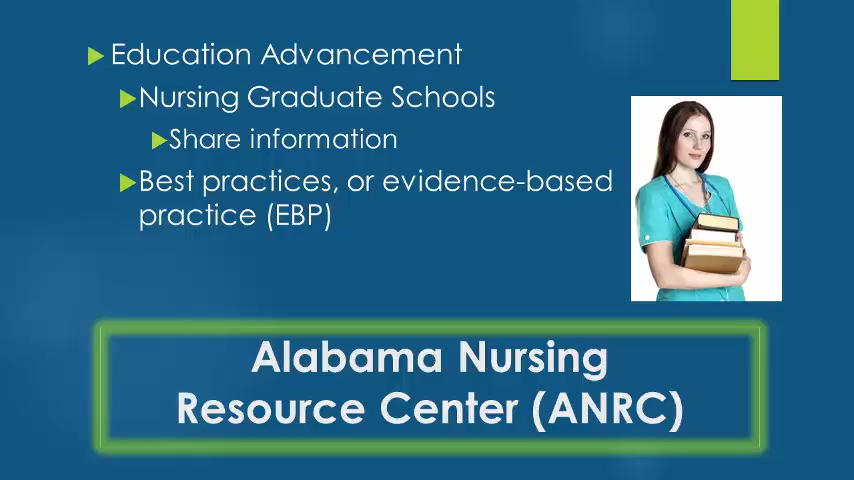 Education Advancement
Nursing Graduate Schools
Share information
Best practices, or evidence-based
practice (EBP)
Alabama Nursing
Resource Center (ANRC)